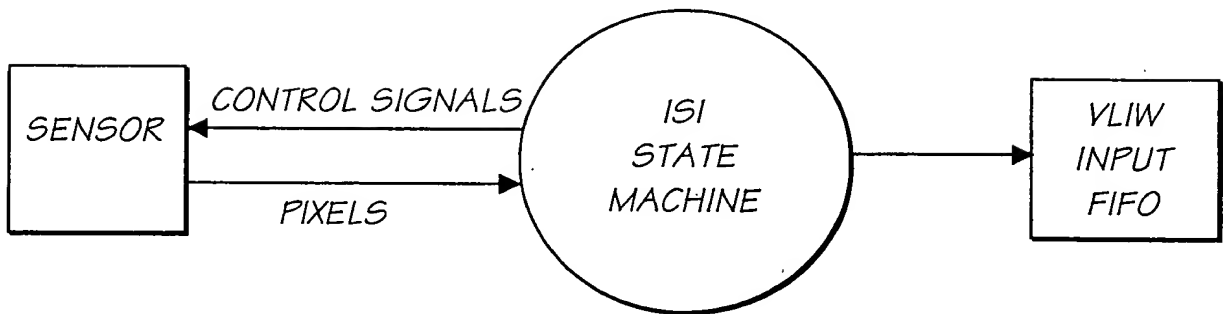 SENSOR
CONTROL SIGNALS
PIXELS
ISI
STATE
MACHINE
VLIW
INPUT
FIFO